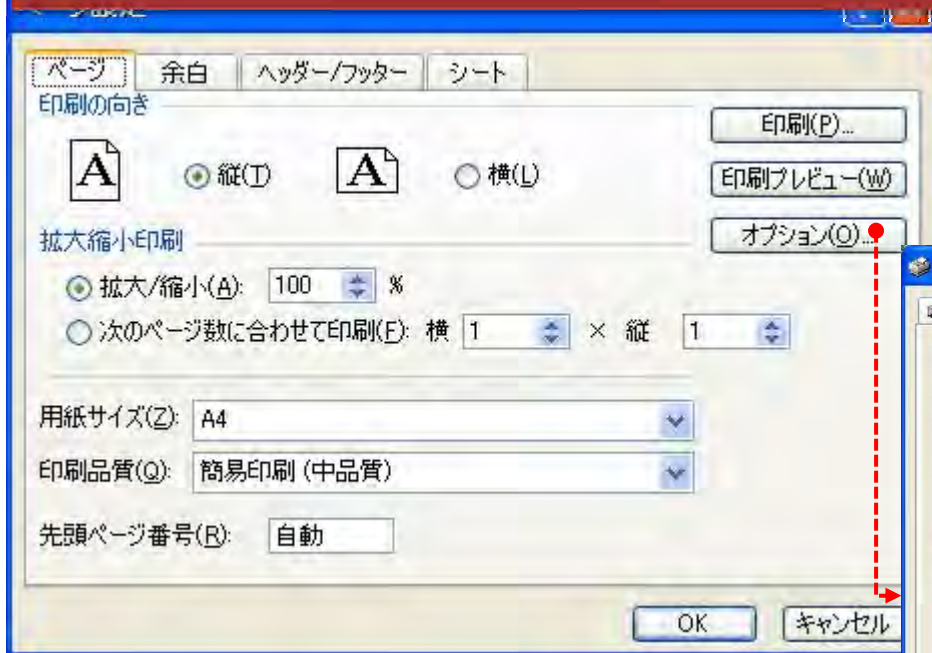 ページ設定
ページ 余白 ヘッダー/フッター シート
印刷の向き
A 縦(T) A 横(L)
印刷(P)...
印刷プレビュー(W)
オプション(O)...
拡大縮小印刷
拡大/縮小(A): 100 %
次のページ数に合わせて印刷(F): 横 1 × 縦 1
用紙サイズ(Z): A4
印刷品質(Q): 簡易印刷 (中品質)
先頭ページ番号(R): 自動
OK キャンセル